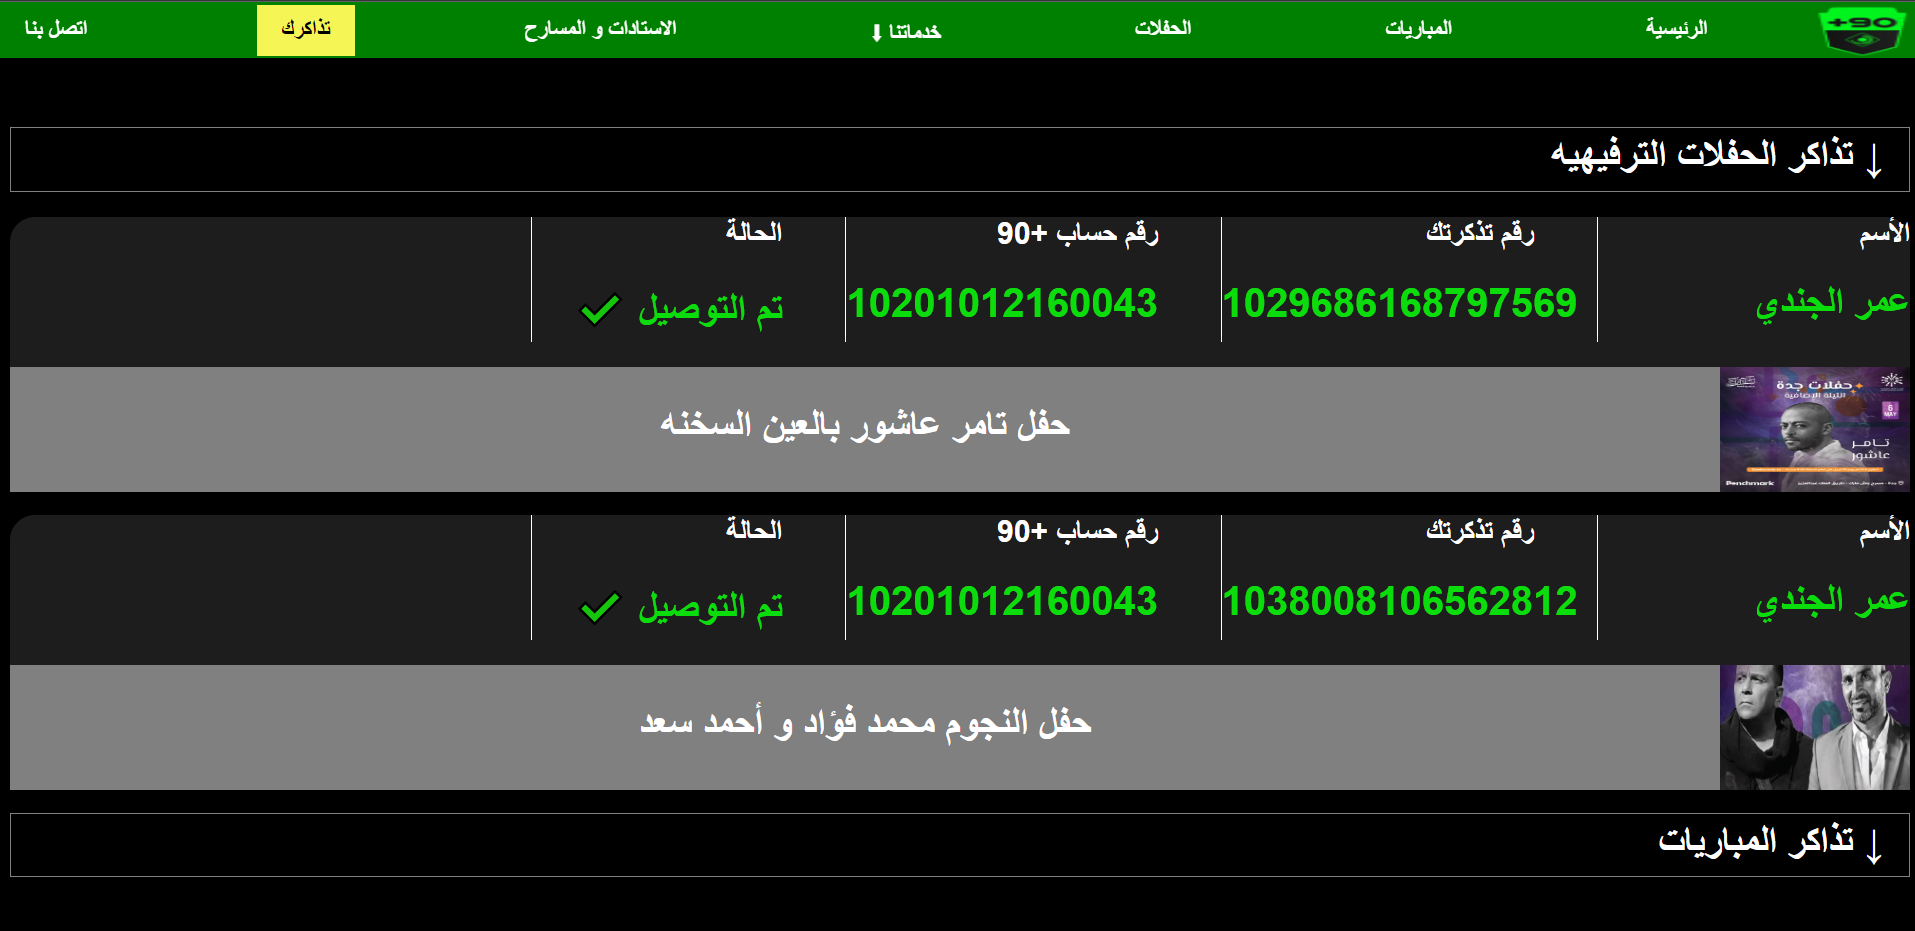 +90
الرئيسية
المباريات
الحفلات
خدماتنا ⬇
الاستادات و المسارح
تذاكرك
اتصل بنا
↓ تذاكر الحفلات الترفيهيه
الأسم
رقم تذكرتك
رقم حساب +90
الحالة
عمر الجندي
1029686168797569
10201012160043
تم التوصيل ✓
حفلات جدة
6
MAY
تامر
عاشور
Benchmark
حفل تامر عاشور بالعين السخنه
الأسم
رقم تذكرتك
رقم حساب +90
الحالة
عمر الجندي
1038008106562812
10201012160043
تم التوصيل ✓
حفل النجوم محمد فؤاد و أحمد سعد
↓ تذاكر المباريات